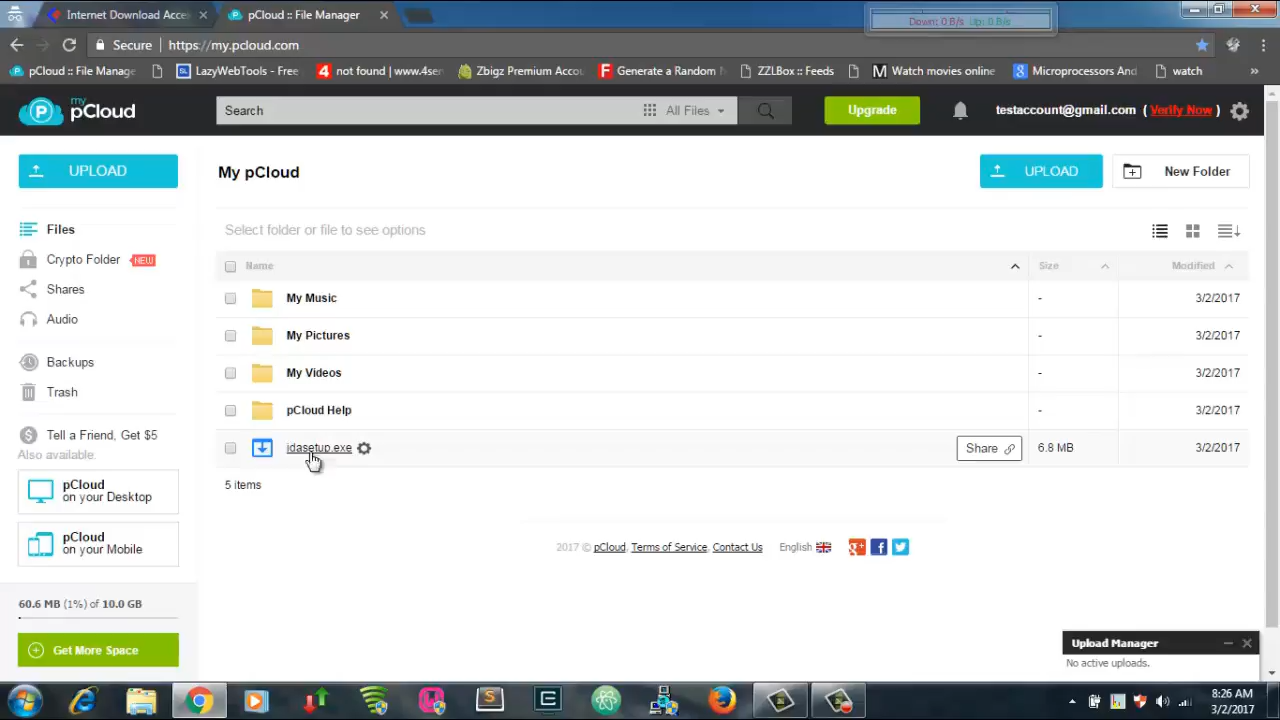 Internet Download Acce
pCloud :: File Manager
Down: 0 B/s Up: 0 B/s
Secure
https://my.pcloud.com
pCloud :: File Manage
LazyWebTools - Free
not found | www.4ser
Zbigz Premium Accou
Generate a Random N
ZZLBox :: Feeds
Watch movies online
Microprocessors And
watch
my
pCloud
Search
All Files
Upgrade
testaccount@gmail.com ( Verify Now )
UPLOAD
My pCloud
UPLOAD
New Folder
Files
Select folder or file to see options
Crypto Folder NEW
Name
Size
Modified
Shares
My Music - 3/2/2017
Audio
My Pictures - 3/2/2017
Backups
My Videos - 3/2/2017
Trash
pCloud Help - 3/2/2017
Tell a Friend, Get $5
idasetup.exe Share 6.8 MB 3/2/2017
Also available:
pCloud
on your Desktop
5 items
pCloud
on your Mobile
2017 © pCloud, Terms of Service, Contact Us English
60.6 MB (1%) of 10.0 GB
Get More Space
Upload Manager
No active uploads.
8:26 AM
3/2/2017